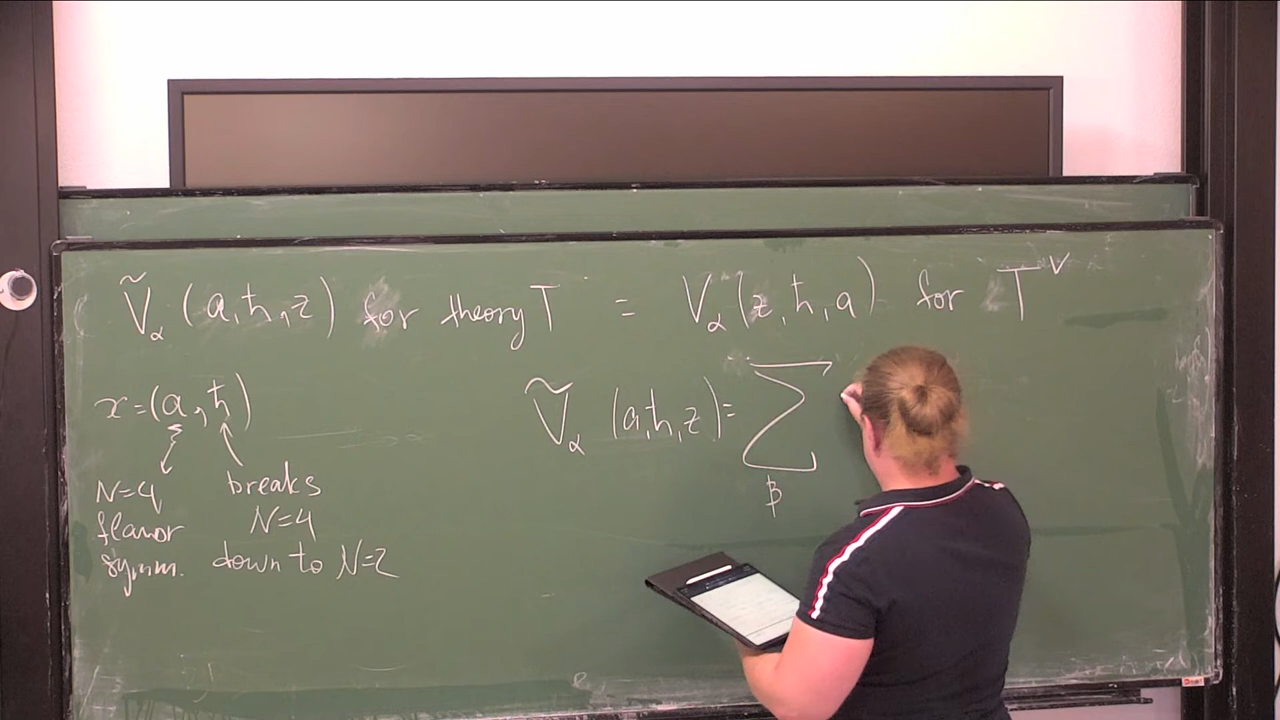 Ṽ_α (a, ħ, z) for theory T = V_α (z, ħ, a) for T^∨
x = (a, ħ)
Ṽ_α (a, ħ, z) = ∑_β
N=4 breaks
flavor N=4
symm. down to N=2